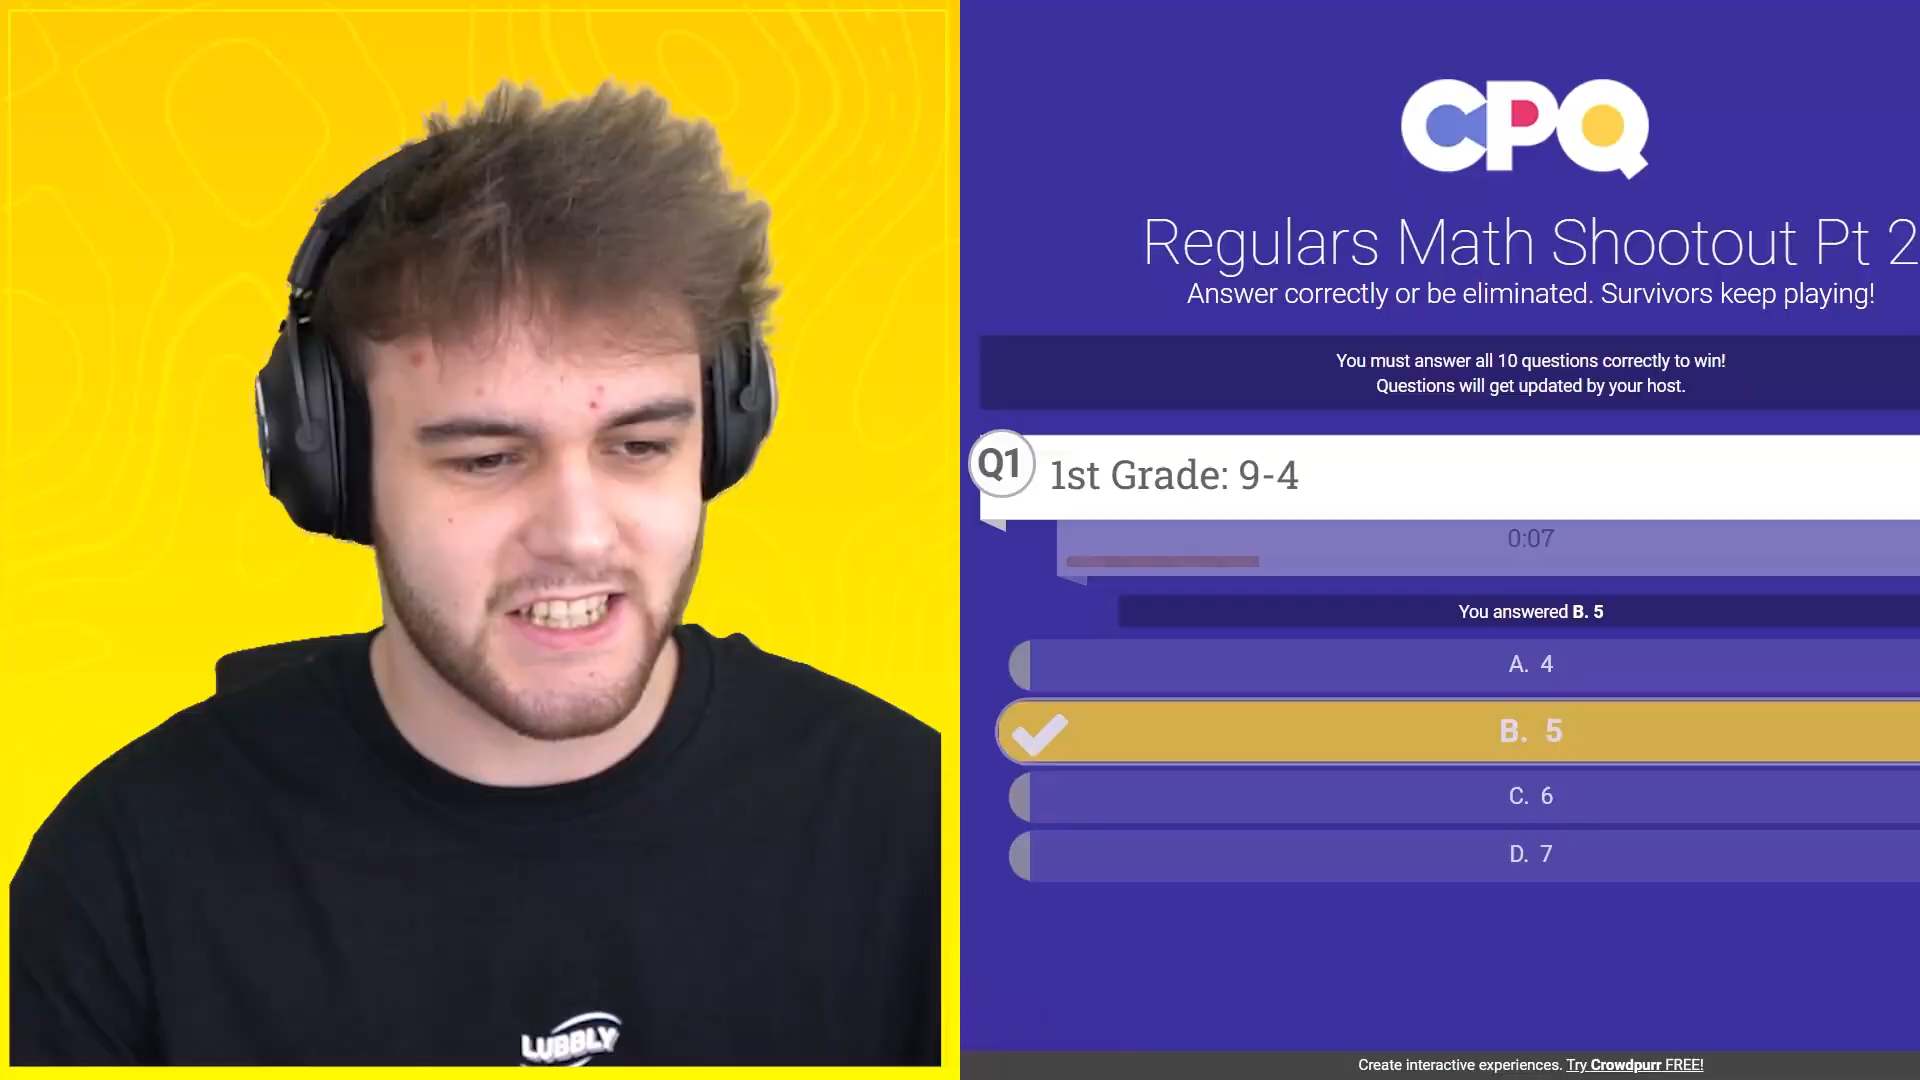 LUBBLY
CPQ
Regulars Math Shootout Pt 2
Answer correctly or be eliminated. Survivors keep playing!
You must answer all 10 questions correctly to win!
Questions will get updated by your host.
Q1
1st Grade: 9-4
0:07
You answered B. 5
A. 4
B. 5
C. 6
D. 7
Create interactive experiences. Try Crowdpurr FREE!